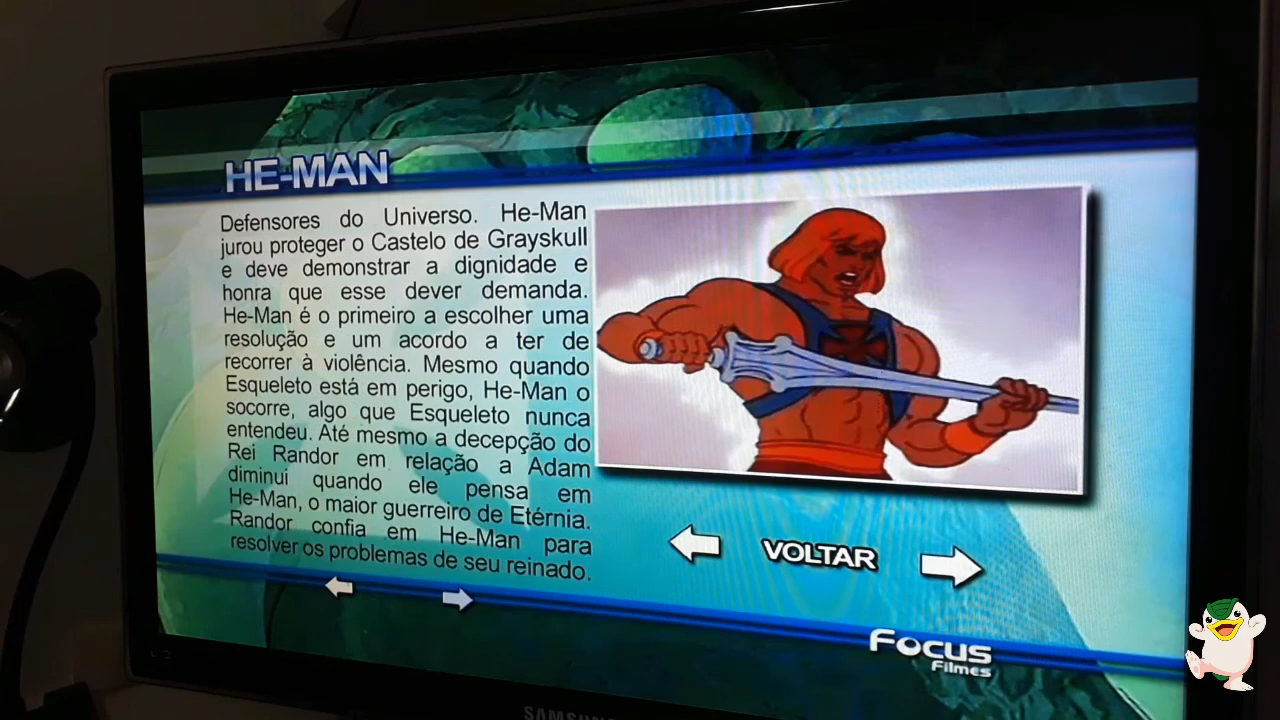 HE-MAN
Defensores do Universo. He-Man
jurou proteger o Castelo de Grayskull
e deve demonstrar a dignidade e
honra que esse dever demanda.
He-Man é o primeiro a escolher uma
resolução e um acordo a ter de
recorrer à violência. Mesmo quando
Esqueleto está em perigo, He-Man o
socorre, algo que Esqueleto nunca
entendeu. Até mesmo a decepção do
Rei Randor em relação a Adam
diminui quando ele pensa em
He-Man, o maior guerreiro de Etérnia.
Randor confia em He-Man para
resolver os problemas de seu reinado.
VOLTAR
Focus
Filmes
SAMSUNG